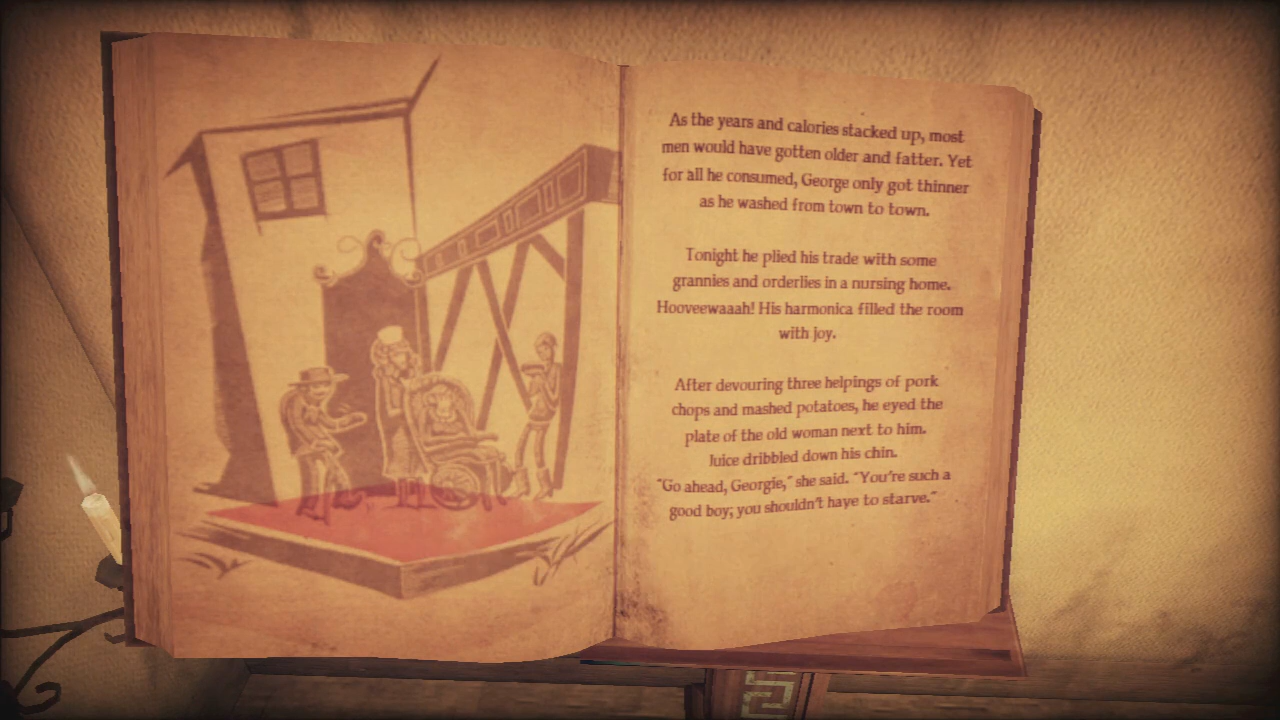 As the years and calories stacked up, most
men would have gotten older and fatter. Yet
for all he consumed, George only got thinner
as he washed from town to town.
Tonight he plied his trade with some
grannies and orderlies in a nursing home.
Hooveewaaah! His harmonica filled the room
with joy.
After devouring three helpings of pork
chops and mashed potatoes, he eyed the
plate of the old woman next to him.
Juice dribbled down his chin.
"Go ahead, Georgie," she said. "You're such a
good boy; you shouldn't have to starve."